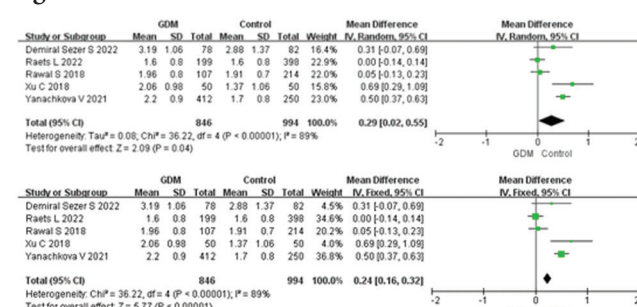 GDM Control Mean Difference Mean Difference
Study or Subgroup Mean SD Total Mean SD Total Weight IV, Random, 95% CI IV, Random, 95% CI
Demiral Sezer S 2022 3.19 1.06 78 2.88 1.37 82 16.4% 0.31 [-0.07, 0.69]
Raets L 2022 1.6 0.8 199 1.6 0.8 398 22.9% 0.00 [-0.14, 0.14]
Rawal S 2018 1.96 0.8 107 1.91 0.7 214 22.4% 0.05 [-0.13, 0.23]
Xu C 2018 2.06 0.98 50 1.37 1.06 50 15.4% 0.69 [0.29, 1.09]
Yanachkova V 2021 2.2 0.9 412 1.7 0.8 250 23.0% 0.50 [0.37, 0.63]
Total (95% CI) 846 994 100.0% 0.29 [0.02, 0.55]
Heterogeneity: Tau² = 0.08; Chi² = 36.22, df = 4 (P < 0.00001); I² = 89%
Test for overall effect: Z = 2.09 (P = 0.04)
-2 -1 0 1 2
GDM Control
GDM Control Mean Difference Mean Difference
Study or Subgroup Mean SD Total Mean SD Total Weight IV, Fixed, 95% CI IV, Fixed, 95% CI
Demiral Sezer S 2022 3.19 1.06 78 2.88 1.37 82 4.5% 0.31 [-0.07, 0.69]
Raets L 2022 1.6 0.8 199 1.6 0.8 398 34.6% 0.00 [-0.14, 0.14]
Rawal S 2018 1.96 0.8 107 1.91 0.7 214 20.0% 0.05 [-0.13, 0.23]
Xu C 2018 2.06 0.98 50 1.37 1.06 50 4.0% 0.69 [0.29, 1.09]
Yanachkova V 2021 2.2 0.9 412 1.7 0.8 250 36.8% 0.50 [0.37, 0.63]
Total (95% CI) 846 994 100.0% 0.24 [0.16, 0.32]
Heterogeneity: Chi² = 36.22, df = 4 (P < 0.00001); I² = 89%
Test for overall effect: Z = 5.77 (P < 0.00001)
-2 -1 0 1 2